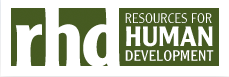 rhd
RESOURCES FOR
HUMAN
DEVELOPMENT